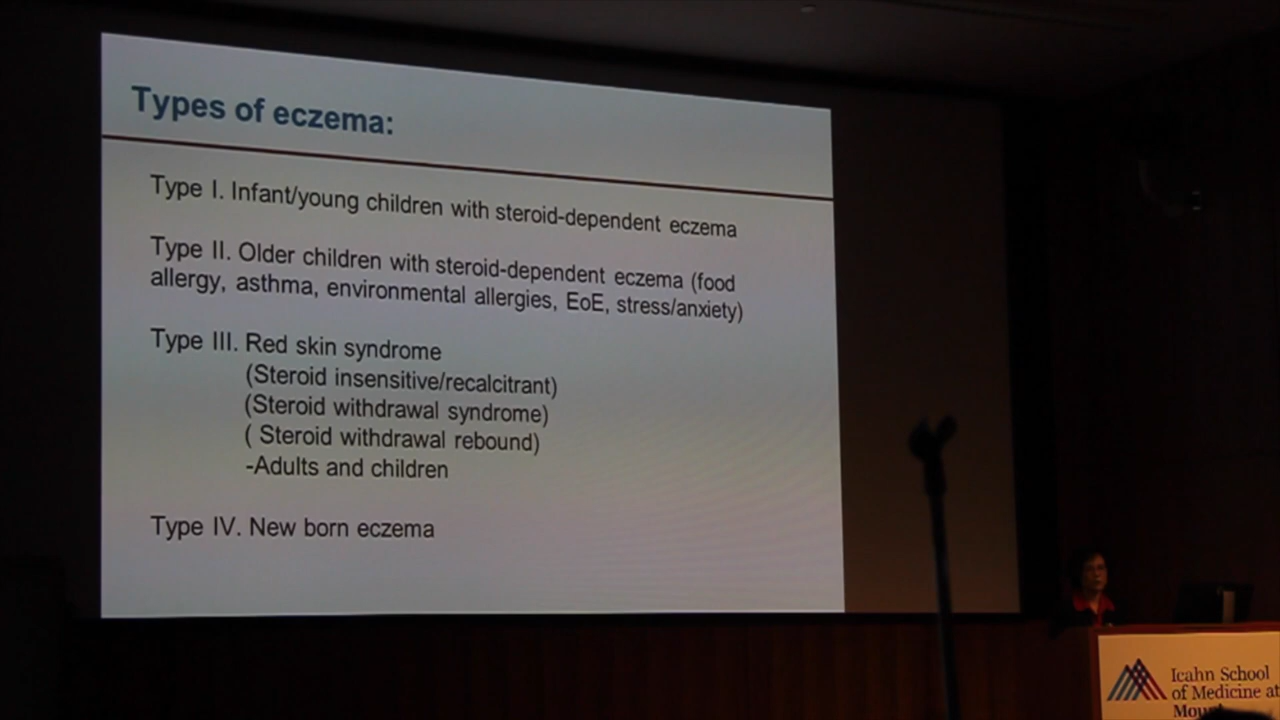 Types of eczema:
Type I. Infant/young children with steroid-dependent eczema
Type II. Older children with steroid-dependent eczema (food
allergy, asthma, environmental allergies, EoE, stress/anxiety)
Type III. Red skin syndrome
(Steroid insensitive/recalcitrant)
(Steroid withdrawal syndrome)
( Steroid withdrawal rebound)
-Adults and children
Type IV. New born eczema
Icahn School
of Medicine at